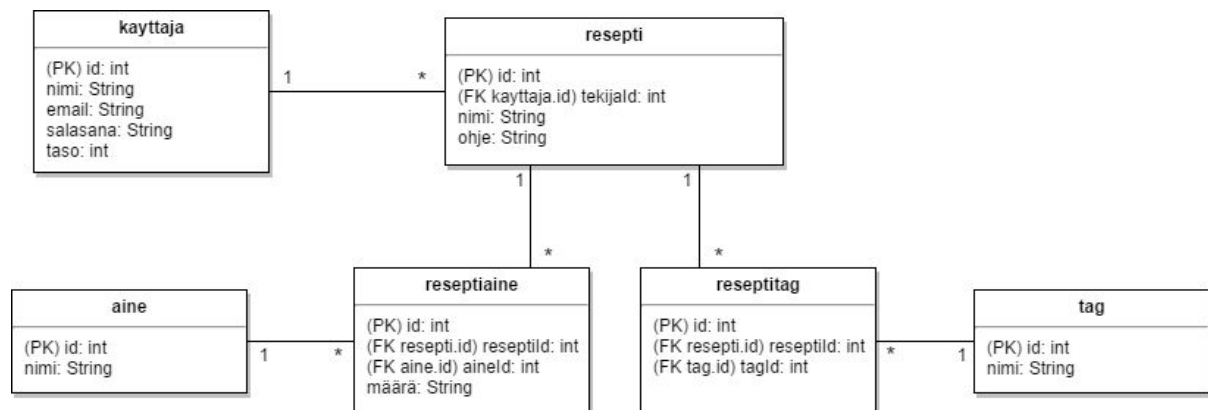 kayttaja
(PK) id: int
nimi: String
email: String
salasana: String
taso: int
1
*
resepti
(PK) id: int
(FK kayttaja.id) tekijaId: int
nimi: String
ohje: String
1
1
*
*
aine
(PK) id: int
nimi: String
1
*
reseptiaine
(PK) id: int
(FK resepti.id) reseptiId: int
(FK aine.id) aineId: int
määrä: String
reseptitag
(PK) id: int
(FK resepti.id) reseptiId: int
(FK tag.id) tagId: int
*
1
tag
(PK) id: int
nimi: String